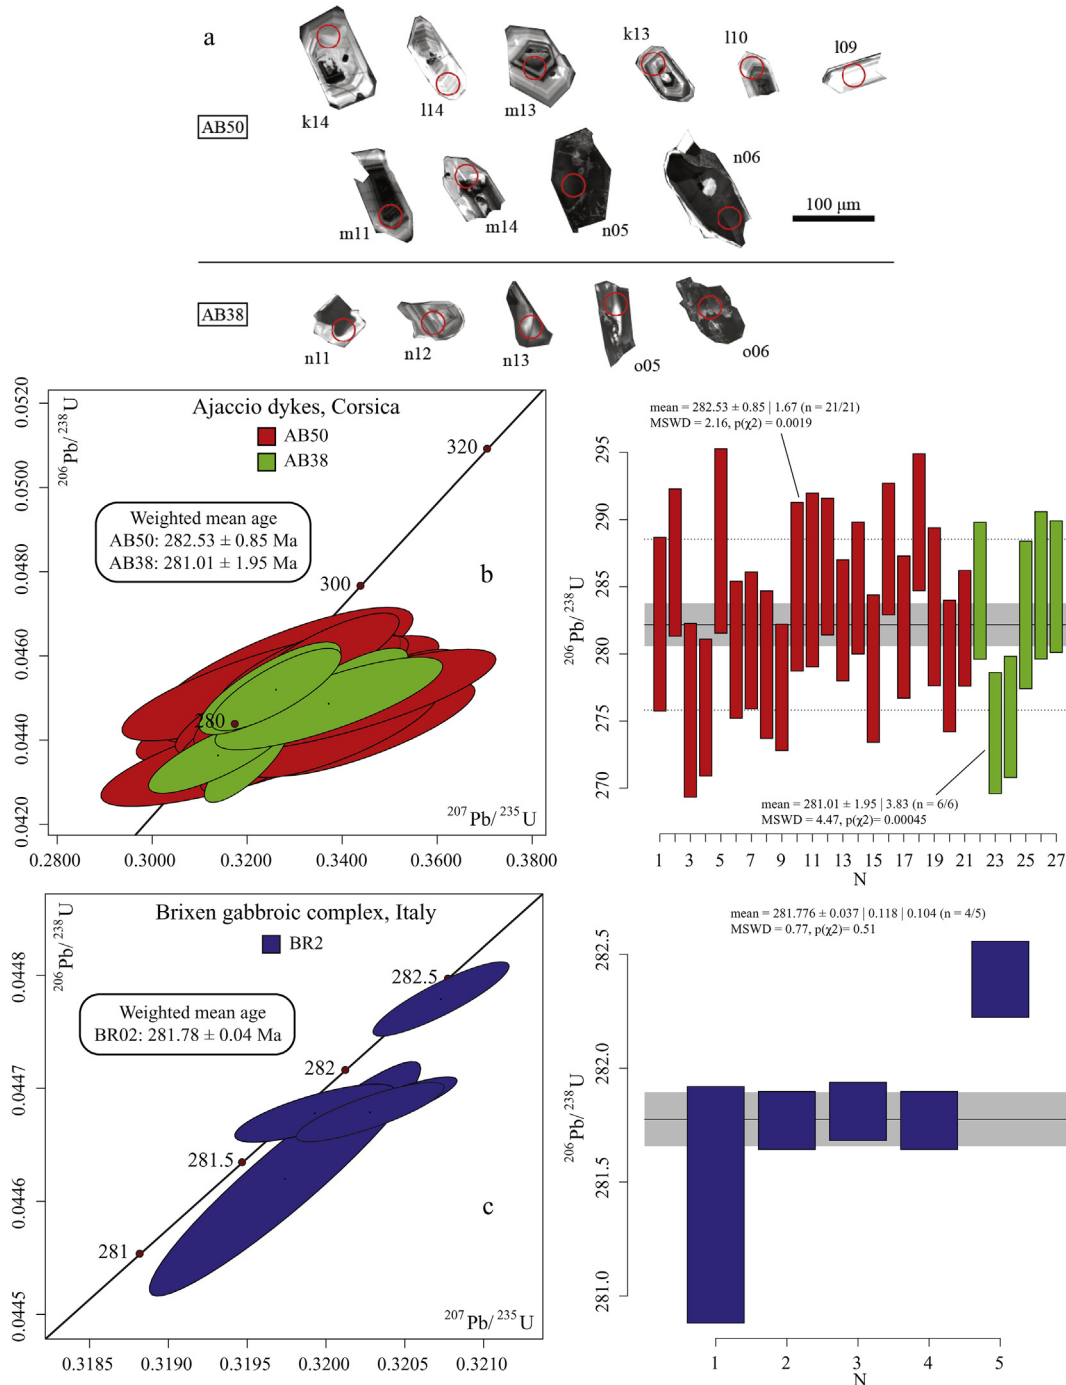 a
k14
l14
m13
k13
l10
l09
AB50
m11
m14
n05
n06
100 µm
AB38
n11
n12
n13
o05
o06
Ajaccio dykes, Corsica
AB50
AB38
Weighted mean age
AB50: 282.53 ± 0.85 Ma
AB38: 281.01 ± 1.95 Ma
b
320
300
280
206Pb/238U
0.0520
0.0500
0.0480
0.0460
0.0440
0.0420
207Pb/235U
0.2800 0.3000 0.3200 0.3400 0.3600 0.3800
mean = 282.53 ± 0.85 | 1.67 (n = 21/21)
MSWD = 2.16, p(χ2) = 0.0019
206Pb/238U
295
290
285
280
275
270
mean = 281.01 ± 1.95 | 3.83 (n = 6/6)
MSWD = 4.47, p(χ2)= 0.00045
1 3 5 7 9 11 13 15 17 19 21 23 25 27
N
Brixen gabbroic complex, Italy
BR2
Weighted mean age
BR02: 281.78 ± 0.04 Ma
c
282.5
282
281.5
281
206Pb/238U
0.0448
0.0447
0.0446
0.0445
207Pb/235U
0.3185 0.3190 0.3195 0.3200 0.3205 0.3210
mean = 281.776 ± 0.037 | 0.118 | 0.104 (n = 4/5)
MSWD = 0.77, p(χ2)= 0.51
206Pb/238U
282.5
282.0
281.5
281.0
1 2 3 4 5
N